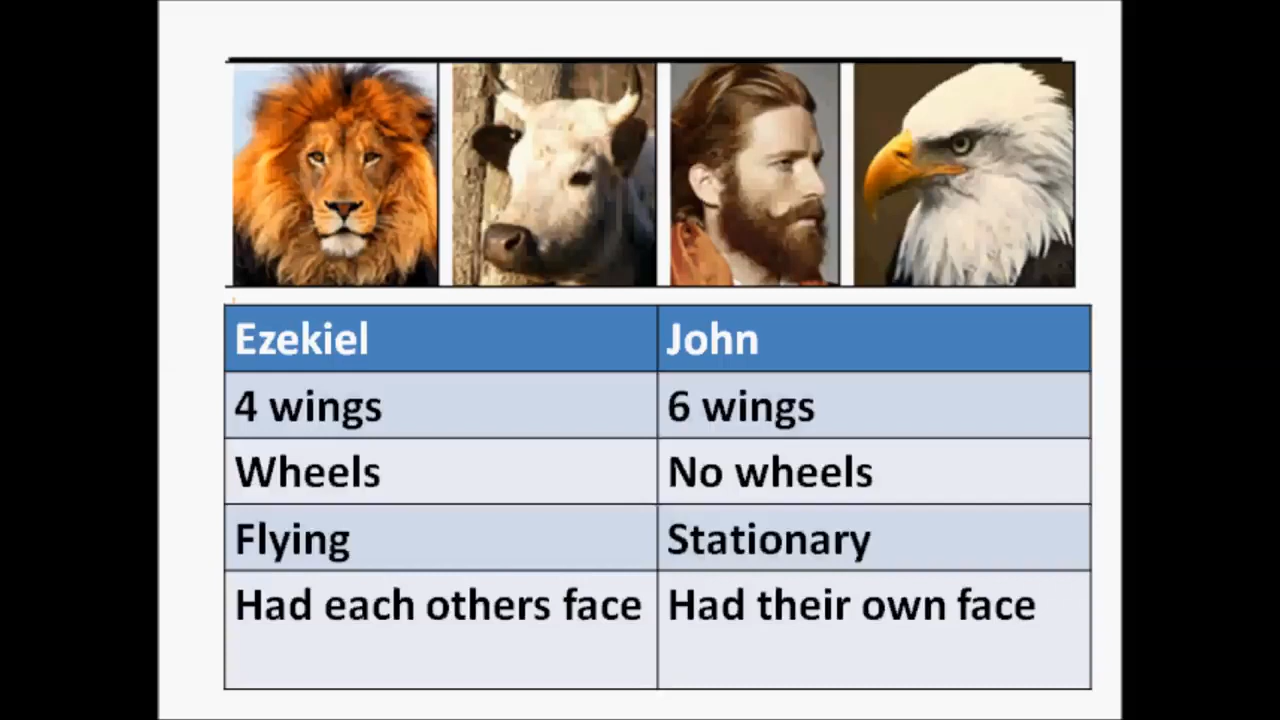 Ezekiel John
4 wings 6 wings
Wheels No wheels
Flying Stationary
Had each others face Had their own face